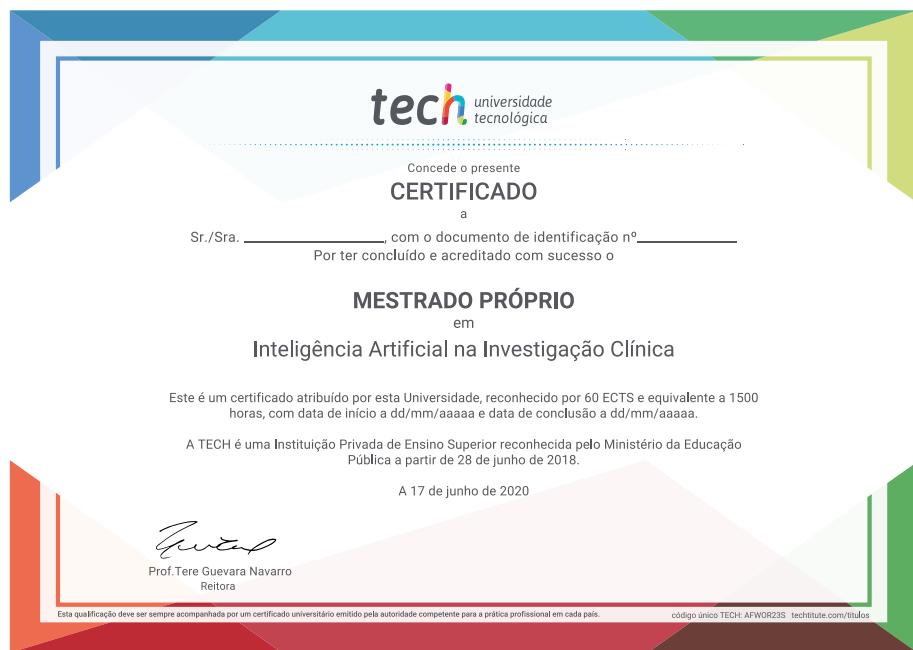 tech universidade
tecnológica
Concede o presente
CERTIFICADO
a
Sr./Sra. ________________, com o documento de identificação nº____________
Por ter concluído e acreditado com sucesso o
MESTRADO PRÓPRIO
em
Inteligência Artificial na Investigação Clínica
Este é um certificado atribuído por esta Universidade, reconhecido por 60 ECTS e equivalente a 1500
horas, com data de início a dd/mm/aaaaa e data de conclusão a dd/mm/aaaaa.
A TECH é uma Instituição Privada de Ensino Superior reconhecida pelo Ministério da Educação
Pública a partir de 28 de junho de 2018.
A 17 de junho de 2020
Prof.Tere Guevara Navarro
Reitora
Esta qualificação deve ser sempre acompanhada por um certificado universitário emitido pela autoridade competente para a prática profissional em cada país.
código único TECH: AFWOR23S techtitute.com/titulos